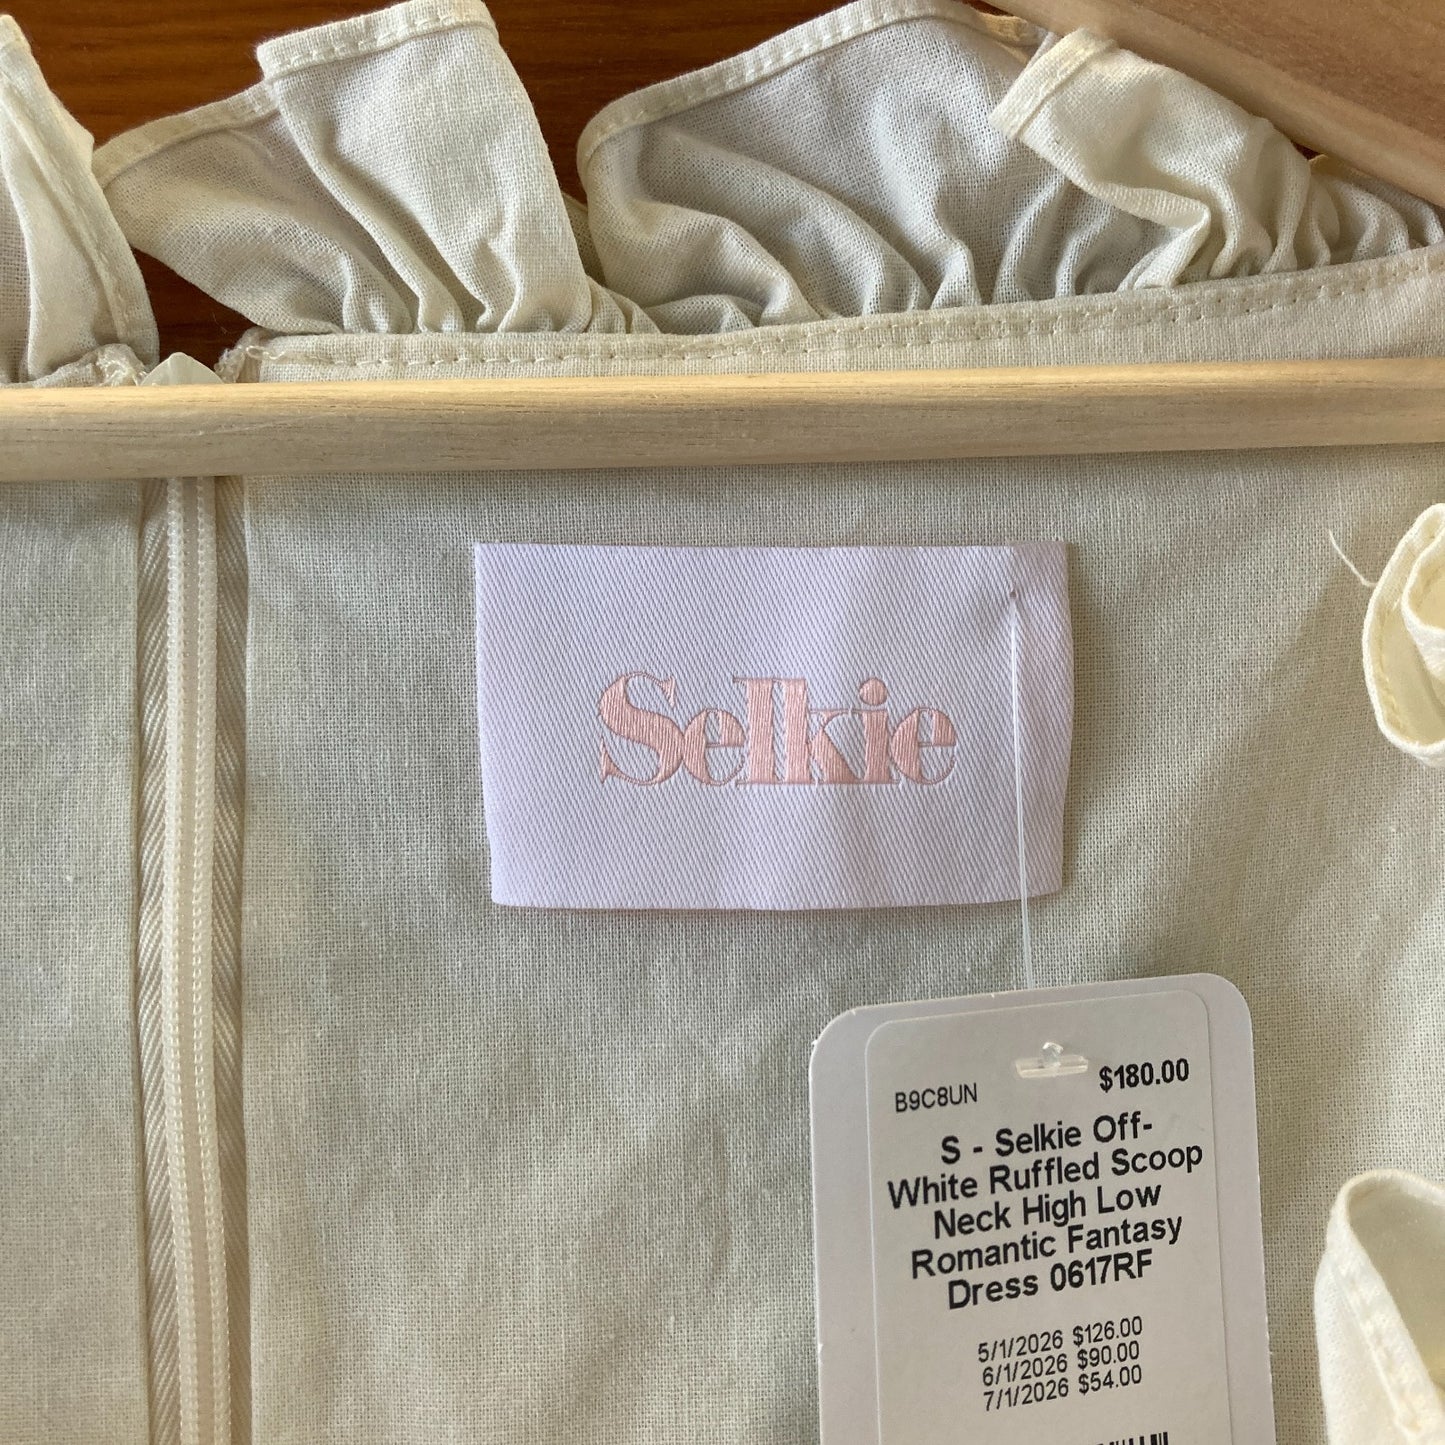 Selkie
B9C8UN
$180.00
S - Selkie Off-
White Ruffled Scoop
Neck High Low
Romantic Fantasy
Dress 0617RF
5/1/2026 $126.00
6/1/2026 $90.00
7/1/2026 $54.00